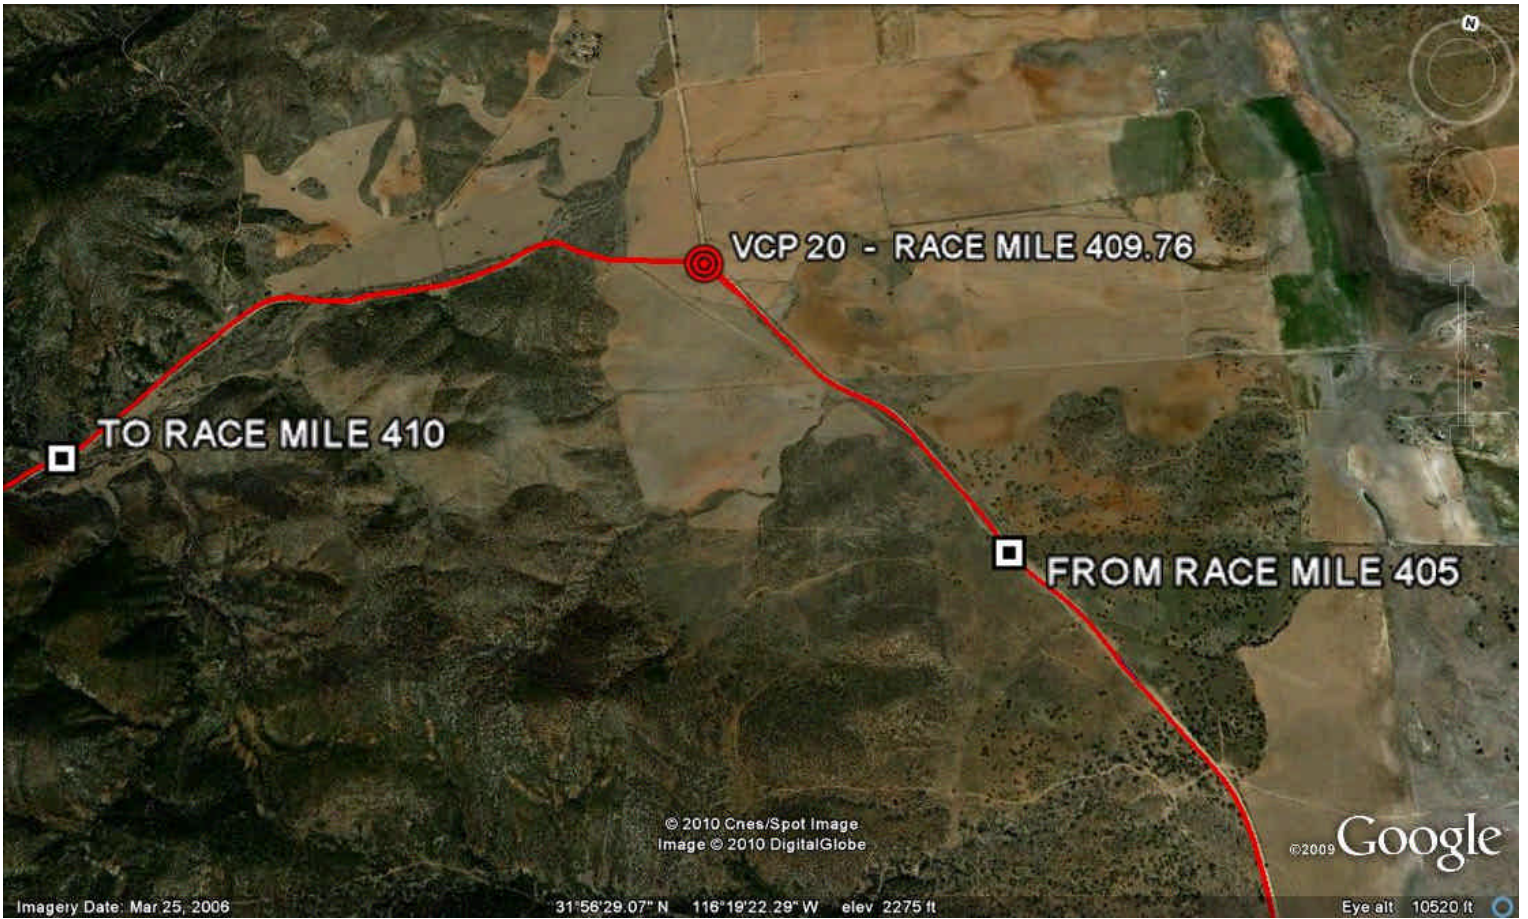 N
VCP 20 - RACE MILE 409.76
TO RACE MILE 410
FROM RACE MILE 405
© 2010 Cnes/Spot Image
Image © 2010 DigitalGlobe
©2009 Google
Imagery Date: Mar 25, 2006 31°56'29.07" N 116°19'22.29" W elev 2275 ft Eye alt 10520 ft